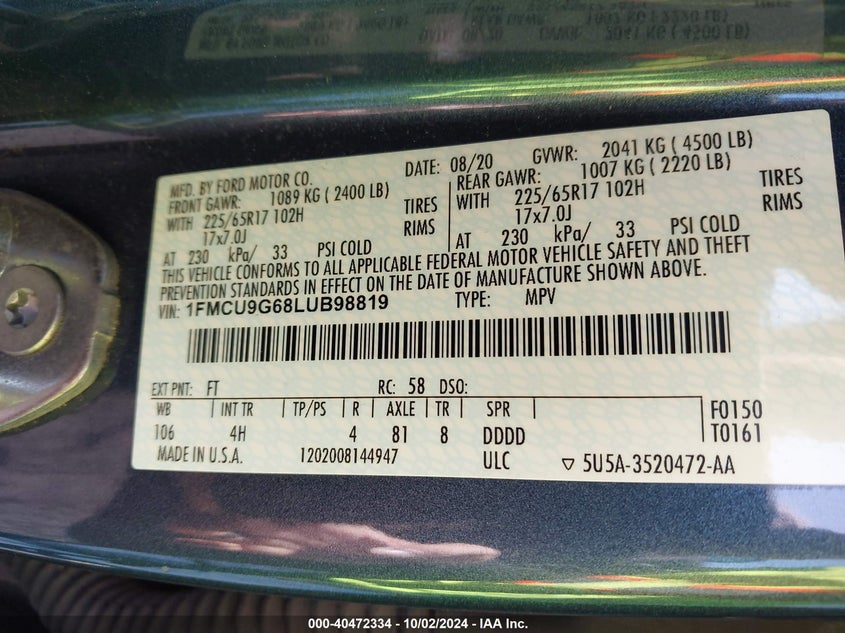 MFD. BY FORD MOTOR CO. DATE: 08/20 GVWR: 2041 KG ( 4500 LB)
FRONT GAWR: 1089 KG ( 2400 LB) REAR GAWR: 1007 KG ( 2220 LB)
WITH 225/65R17 102H TIRES WITH 225/65R17 102H TIRES
17x7.0J RIMS 17x7.0J RIMS
AT 230 kPa/ 33 PSI COLD AT 230 kPa/ 33 PSI COLD
THIS VEHICLE CONFORMS TO ALL APPLICABLE FEDERAL MOTOR VEHICLE SAFETY AND THEFT
PREVENTION STANDARDS IN EFFECT ON THE DATE OF MANUFACTURE SHOWN ABOVE.
VIN: 1FMCU9G68LUB98819 TYPE: MPV
EXT PNT: FT RC: 58 DSO:
WB INT TR TP/PS R AXLE TR SPR F0150
106 4H 4 81 8 DDDD T0161
MADE IN U.S.A. 1202008144947 ULC ▽ 5U5A-3520472-AA
000-40472334 - 10/02/2024 - IAA Inc.